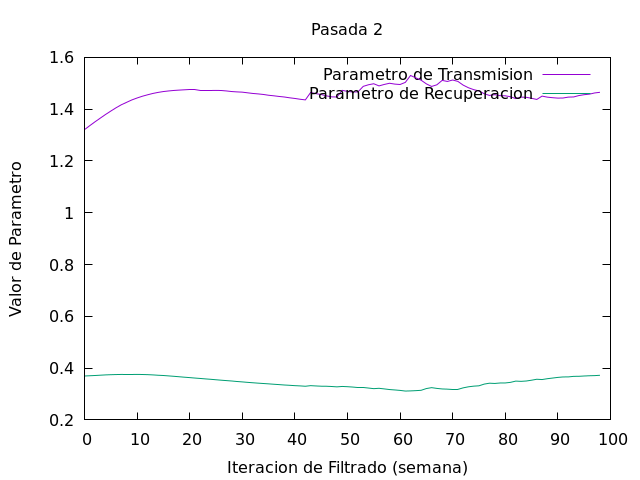 Pasada 2
Parametro de Transmision
Parametro de Recuperacion
Valor de Parametro
1.6
1.4
1.2
1
0.8
0.6
0.4
0.2
0 10 20 30 40 50 60 70 80 90 100
Iteracion de Filtrado (semana)